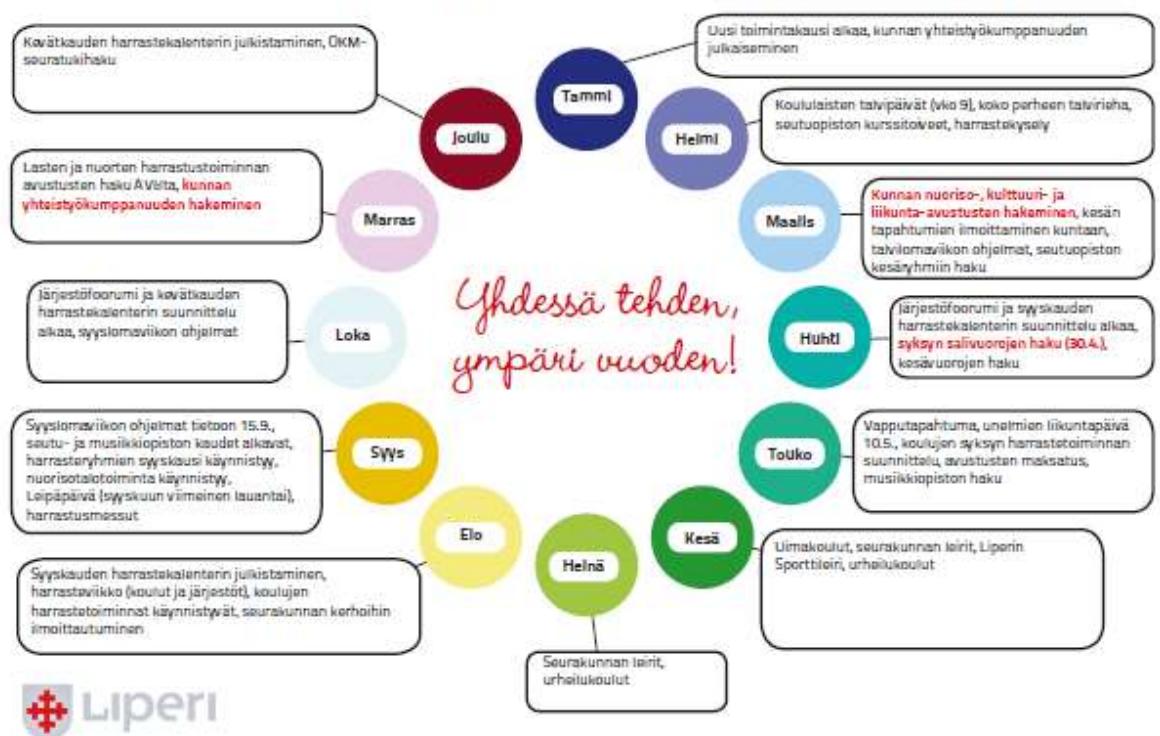 Tammi
Uusi toimintakausi alkaa, kunnan yhteistyökumppanuuden
julkaiseminen
Helmi
Koululaisten talvipäivät (vko 9), koko perheen talvirieha,
seutuopiston kurssitoiveet, harrastekysely
Maalis
Kunnan nuoriso-, kulttuuri- ja
liikunta-avustusten hakeminen, kesän
tapahtumien ilmoittaminen kuntaan,
talvilomaviikon ohjelmat, seutuopiston
kesäryhmiin haku
Huhti
Järjestöfoorumi ja syyskauden
harrastekalenterin suunnittelu alkaa,
syksyn salivuorojen haku (30.4.),
kesävuorojen haku
Touko
Vapputapahtuma, unelmien liikuntapäivä
10.5., koulujen syksyn harrastetoiminnan
suunnittelu, avustusten maksatus,
musiikkiopiston haku
Kesä
Uimakoulut, seurakunnan leirit, Liperin
Sporttileiri, urheilukoulut
Heinä
Seurakunnan leirit,
urheilukoulut
Elo
Syyskauden harrastekalenterin julkistaminen,
harrasteviikko (koulut ja järjestöt), koulujen
harrastetoiminnat käynnistyvät, seurakunnan kerhoihin
ilmoittautuminen
Syys
Syyslomaviikon ohjelmat tietoon 15.9.,
seutu- ja musiikkiopiston kaudet alkavat,
harrasteryhmien syyskausi käynnistyy,
nuorisotalotoiminta käynnistyy,
Leipäpäivä (syyskuun viimeinen lauantai),
harrastusmessut
Loka
Järjestöfoorumi ja kevätkauden
harrastekalenterin suunnittelu
alkaa, syyslomaviikon ohjelmat
Marras
Lasten ja nuorten harrastustoiminnan
avustusten haku AVIlta, kunnan
yhteistyökumppanuuden hakeminen
Joulu
Kevätkauden harrastekalenterin julkistaminen, OKM-
seuratukihaku
Yhdessä tehden,
ympäri vuoden!
LIPERI